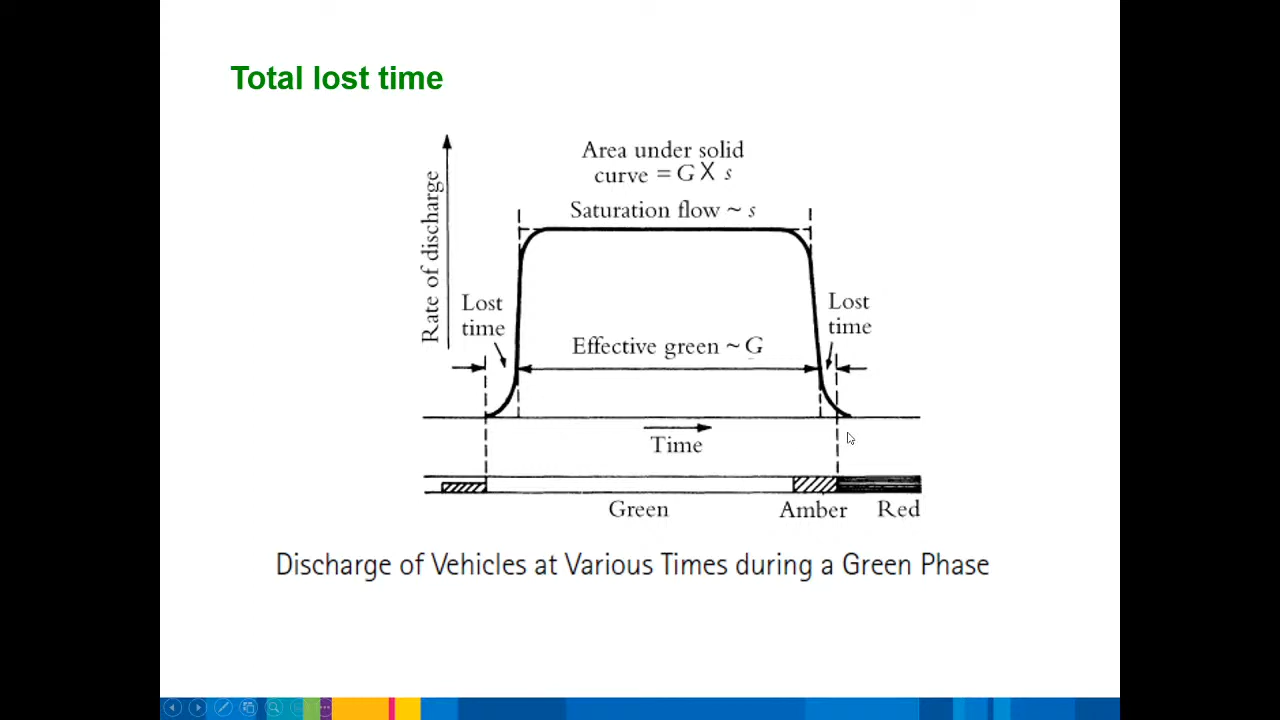 Total lost time
Area under solid
curve = G X s
Saturation flow ~ s
Rate of discharge
Lost
time
Lost
time
Effective green ~ G
Time
Green
Amber
Red
Discharge of Vehicles at Various Times during a Green Phase